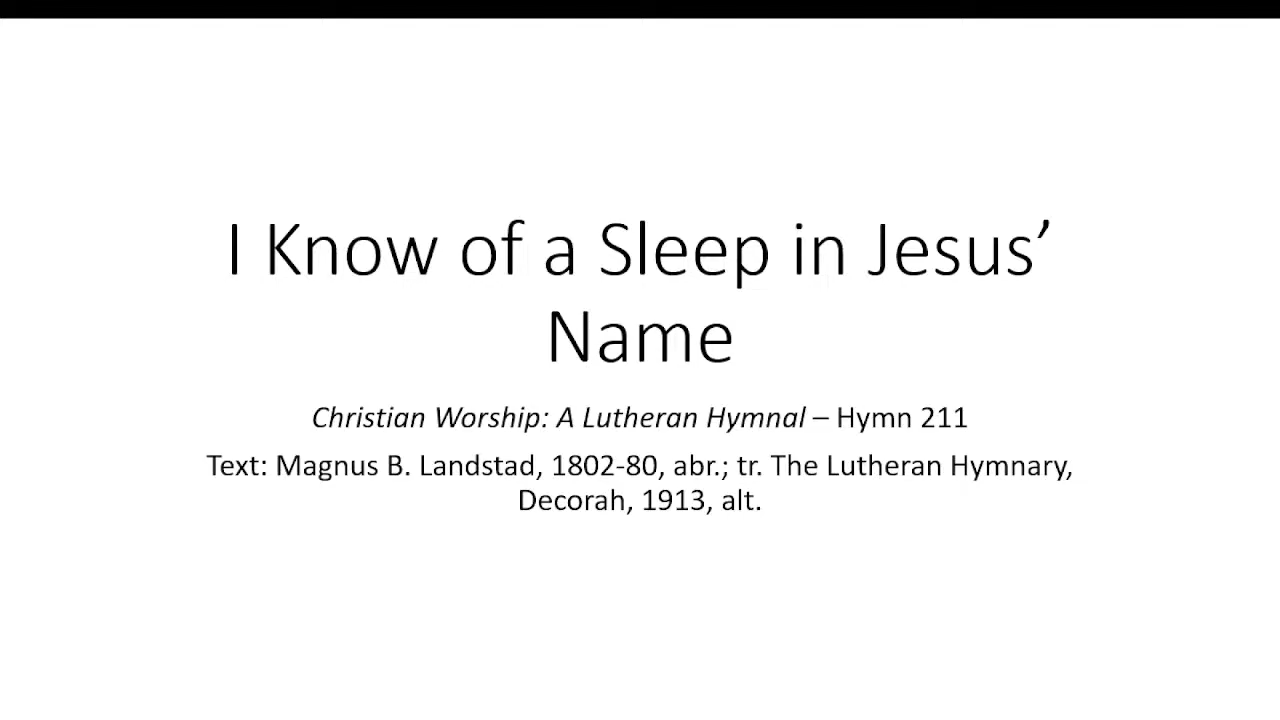 I Know of a Sleep in Jesus’
Name
Christian Worship: A Lutheran Hymnal – Hymn 211
Text: Magnus B. Landstad, 1802-80, abr.; tr. The Lutheran Hymnary,
Decorah, 1913, alt.